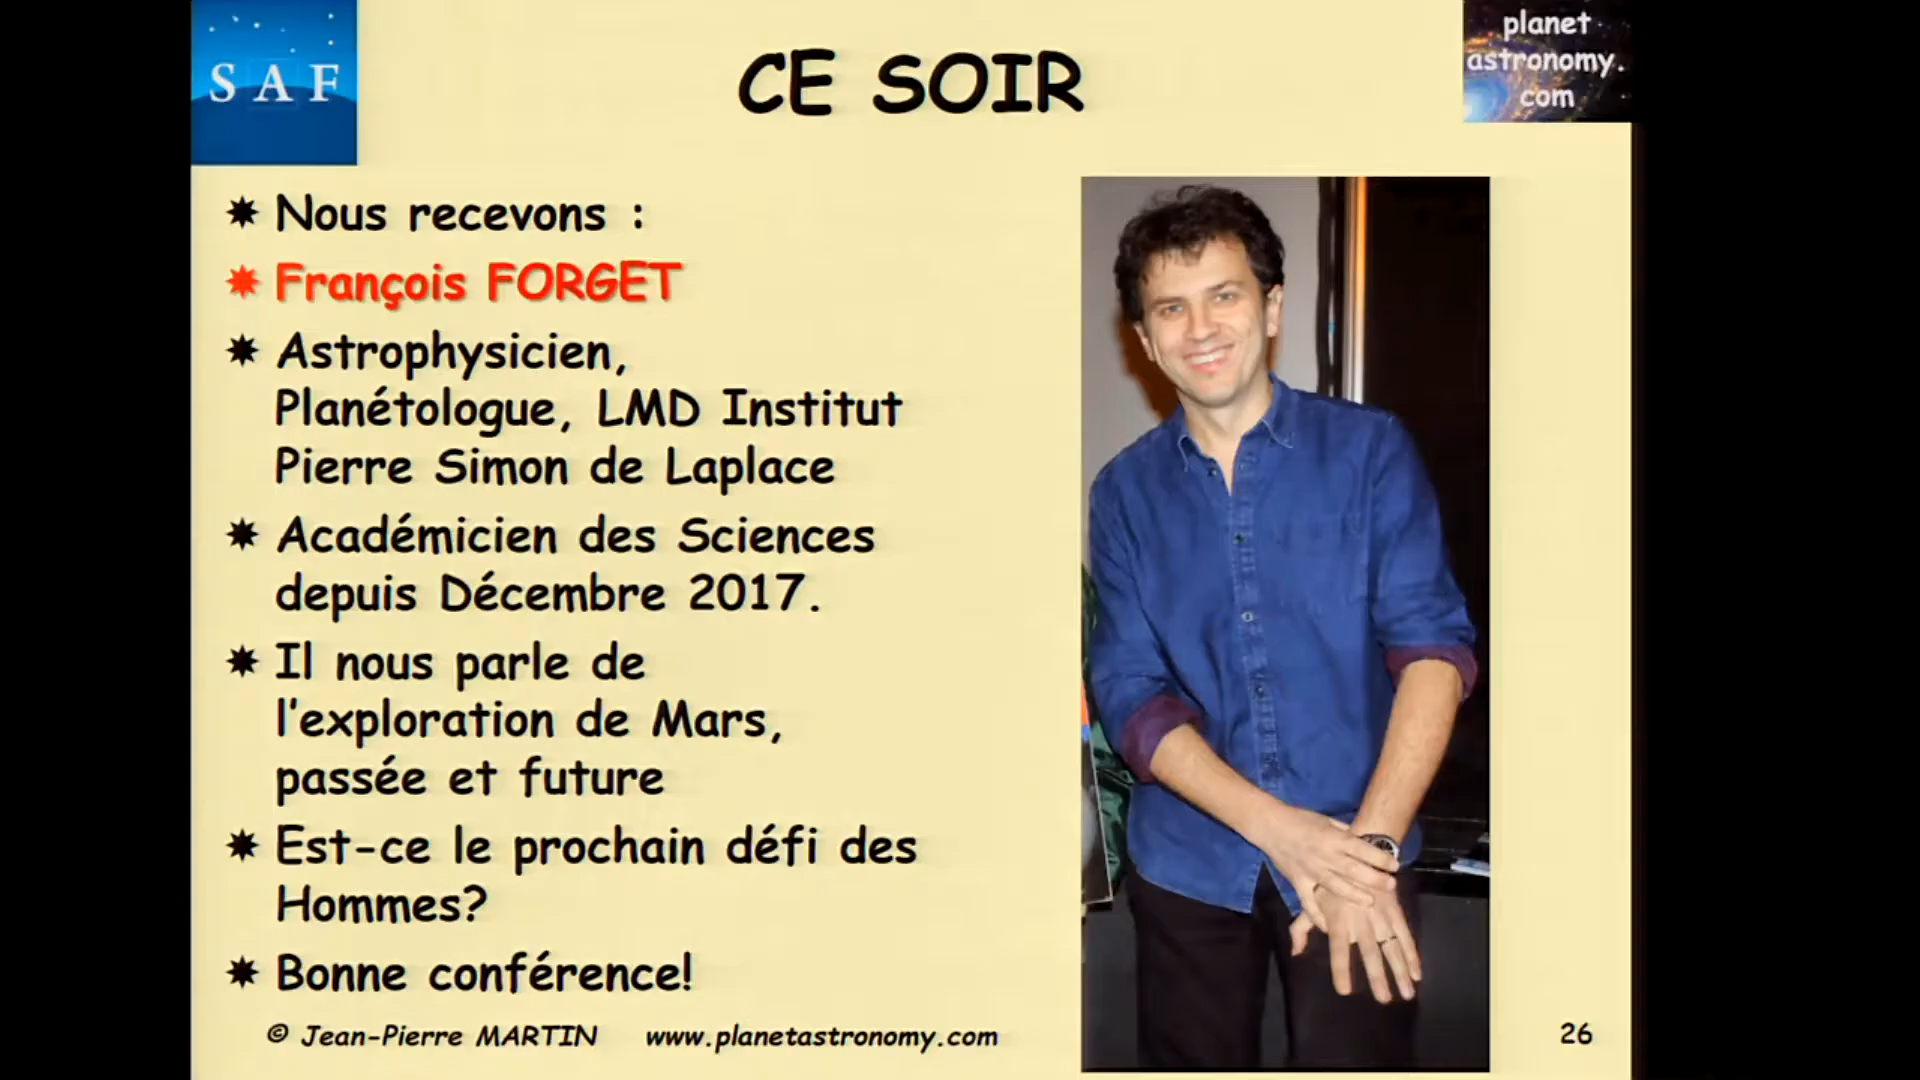 SAF
CE SOIR
planet
astronomy.
com
Nous recevons :
François FORGET
Astrophysicien,
Planétologue, LMD Institut
Pierre Simon de Laplace
Académicien des Sciences
depuis Décembre 2017.
Il nous parle de
l'exploration de Mars,
passée et future
Est-ce le prochain défi des
Hommes?
Bonne conférence!
© Jean-Pierre MARTIN www.planetastronomy.com
26